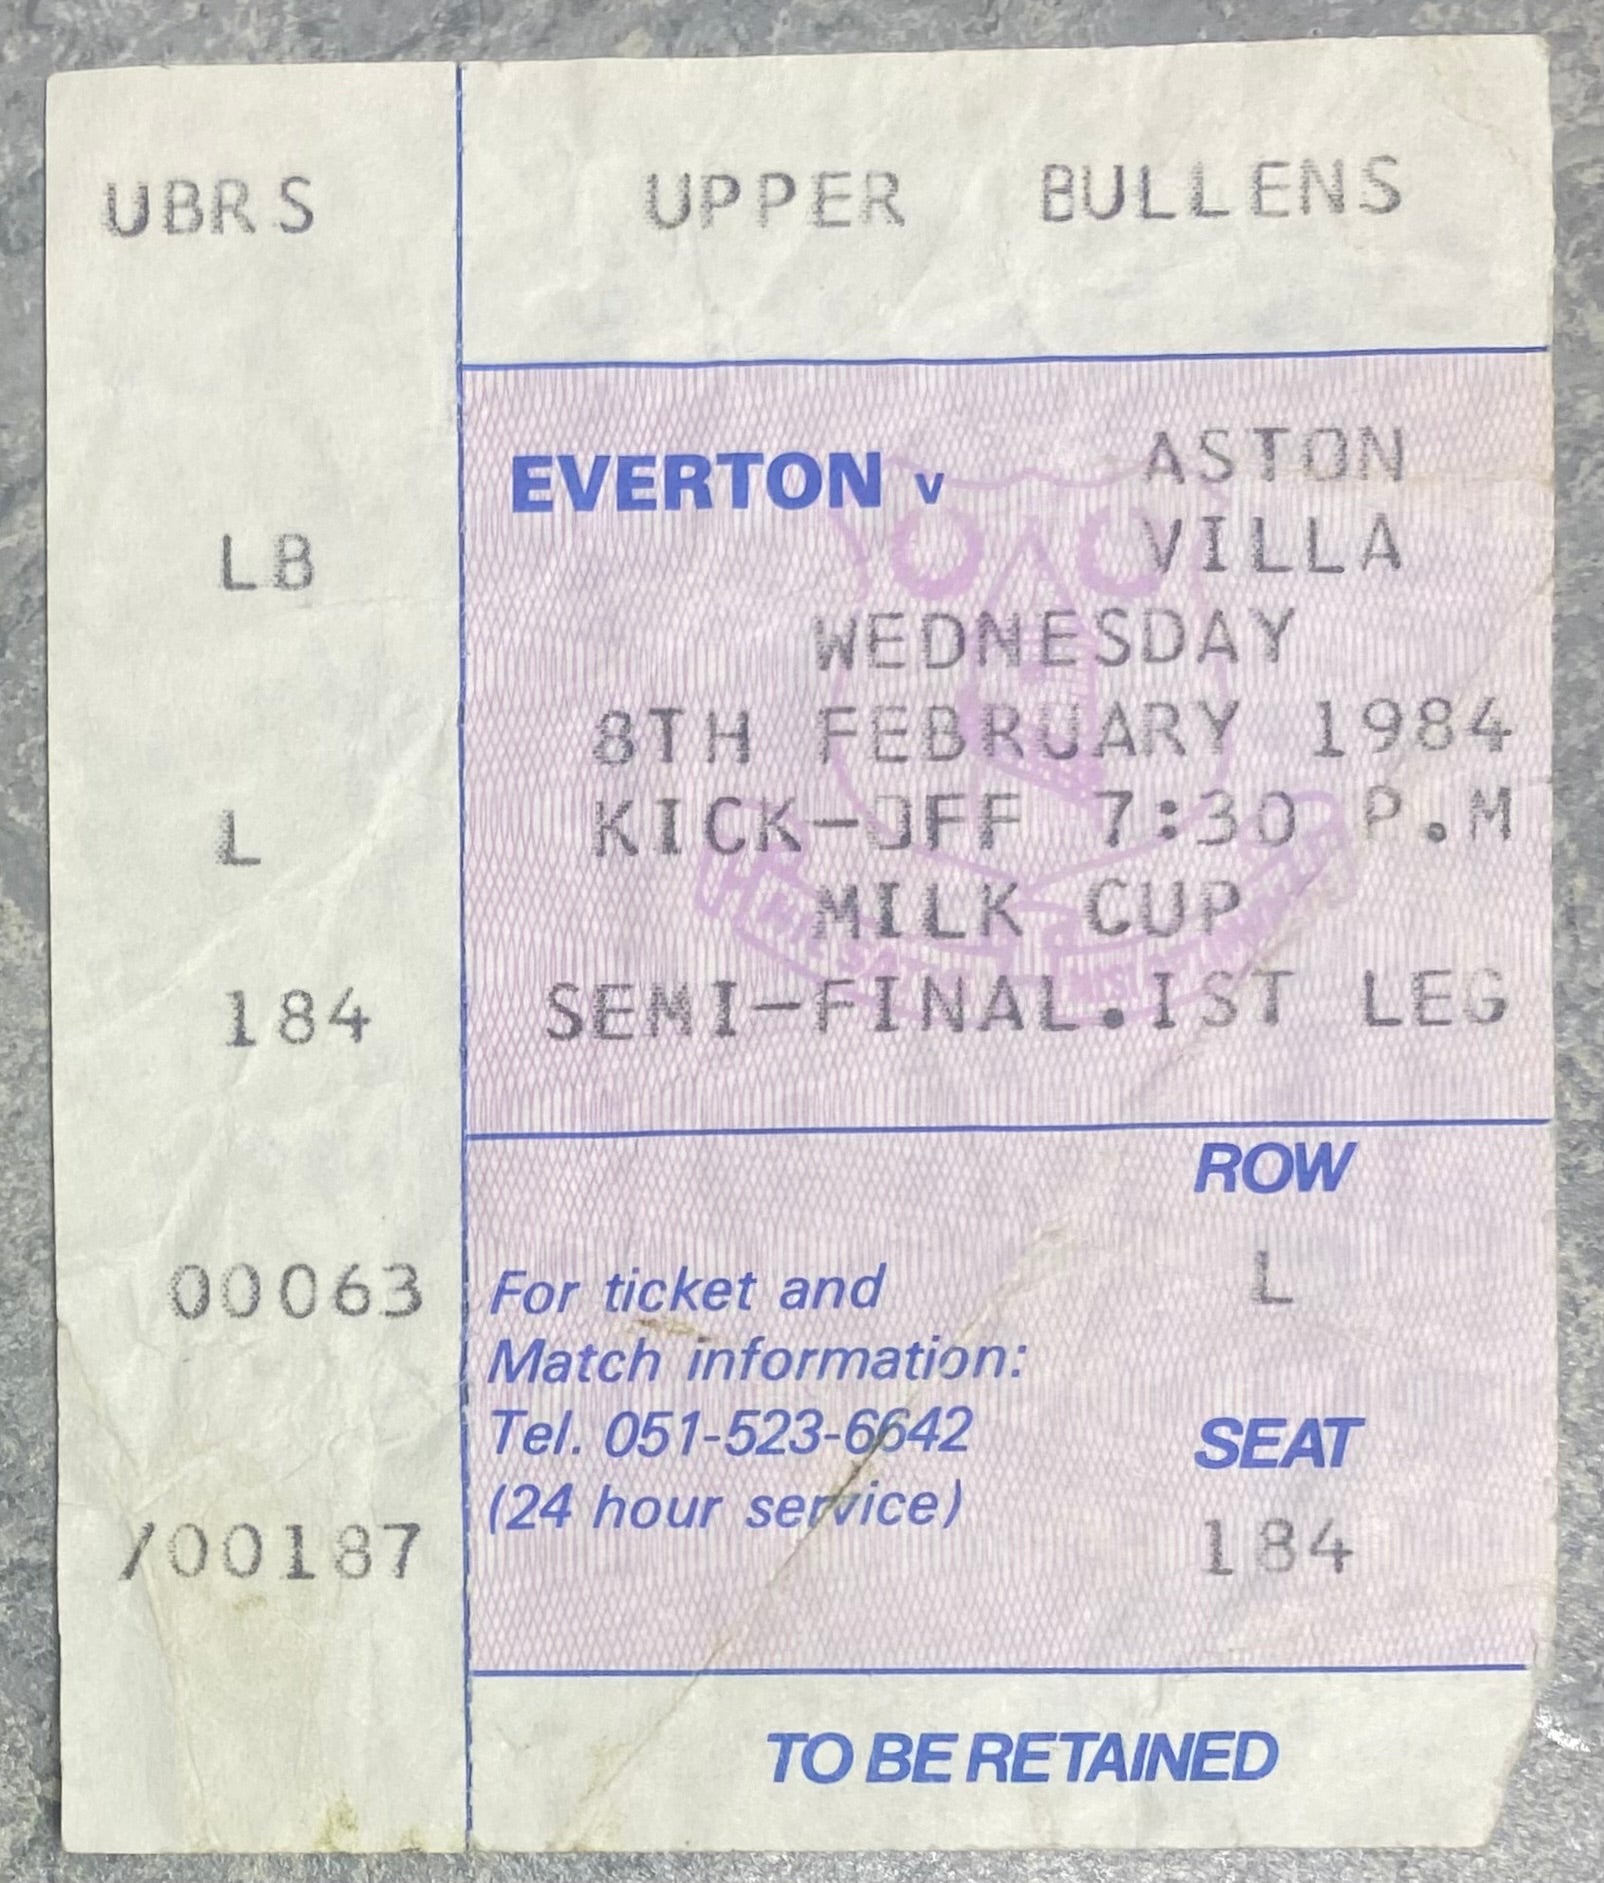 UBRS
LB
L
184
00063
/00187
UPPER BULLENS
EVERTON v ASTON
VILLA
WEDNESDAY
8TH FEBRUARY 1984
KICK-OFF 7:30 P.M
MILK CUP
SEMI-FINAL.IST LEG
ROW
L
For ticket and
Match information:
Tel. 051-523-6642
(24 hour service)
SEAT
184
TO BE RETAINED